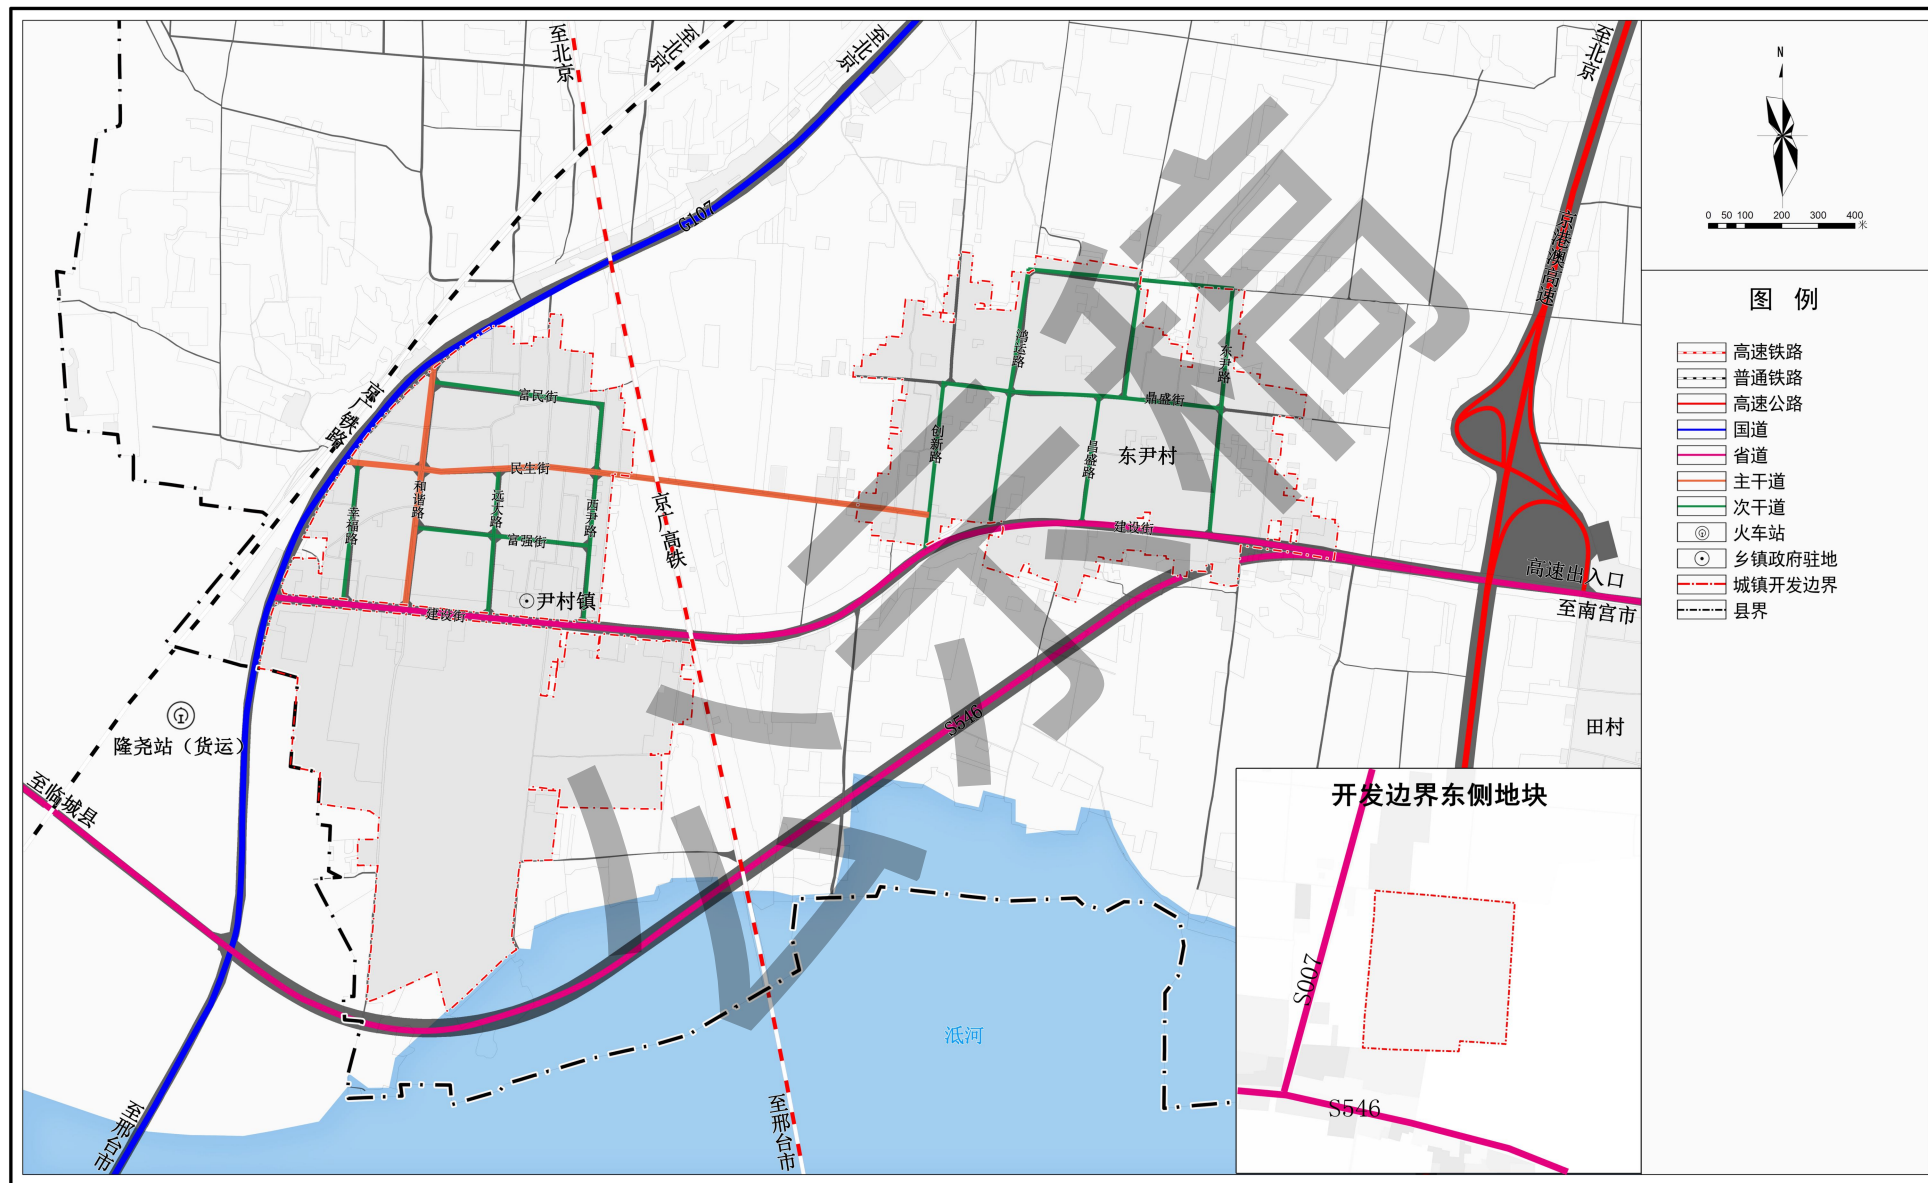 至北京
至北京
至北京
至北京
N
0 50 100 200 300 400
米
G107
京港澳高速
图 例
高速铁路
普通铁路
高速公路
国道
省道
主干道
次干道
火车站
乡镇政府驻地
城镇开发边界
县界
京广铁路
富民街
民生街
和谐路
远大路
西尹路
幸福路
富强街
建设街
尹村镇
京广高铁
鸿运路
东尹路
鼎盛街
创新路
昌盛路
东尹村
建设街
高速出入口
至南宫市
田村
隆尧站（货运）
至临城县
S546
泜河
至邢台市
至邢台市
开发边界东侧地块
S007
S546